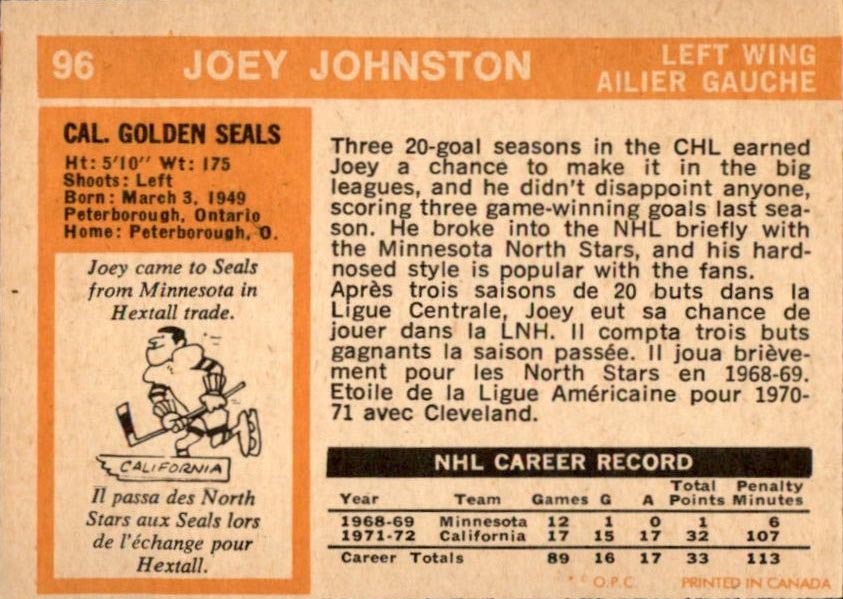 96 JOEY JOHNSTON LEFT WING
AILIER GAUCHE
CAL. GOLDEN SEALS
Ht: 5'10" Wt: 175
Shoots: Left
Born: March 3, 1949
Peterborough, Ontario
Home: Peterborough, O.
Joey came to Seals
from Minnesota in
Hextall trade.
CALIFORNIA
Il passa des North
Stars aux Seals lors
de l'échange pour
Hextall.
Three 20-goal seasons in the CHL earned
Joey a chance to make it in the big
leagues, and he didn't disappoint anyone,
scoring three game-winning goals last sea-
son. He broke into the NHL briefly with
the Minnesota North Stars, and his hard-
nosed style is popular with the fans.
Après trois saisons de 20 buts dans la
Ligue Centrale, Joey eut sa chance de
jouer dans la LNH. Il compta trois buts
gagnants la saison passée. Il joua briève-
ment pour les North Stars en 1968-69.
Etoile de la Ligue Américaine pour 1970-
71 avec Cleveland.
NHL CAREER RECORD
Total Penalty
Year Team Games G A Points Minutes
1968-69 Minnesota 12 1 0 1 6
1971-72 California 17 15 17 32 107
Career Totals 89 16 17 33 113
O.P.C. PRINTED IN CANADA